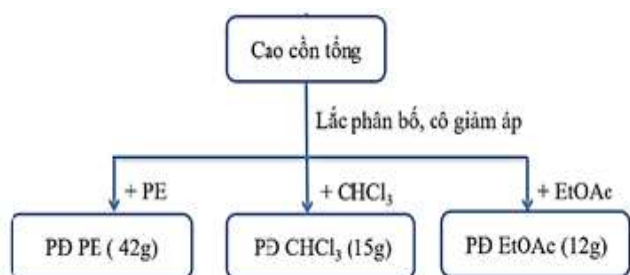 Cao cồn tổng
Lắc phân bố, cô giảm áp
+ PE
+ CHCl₃
+ EtOAc
PĐ PE ( 42g)
PĐ CHCl₃ (15g)
PĐ EtOAc (12g)